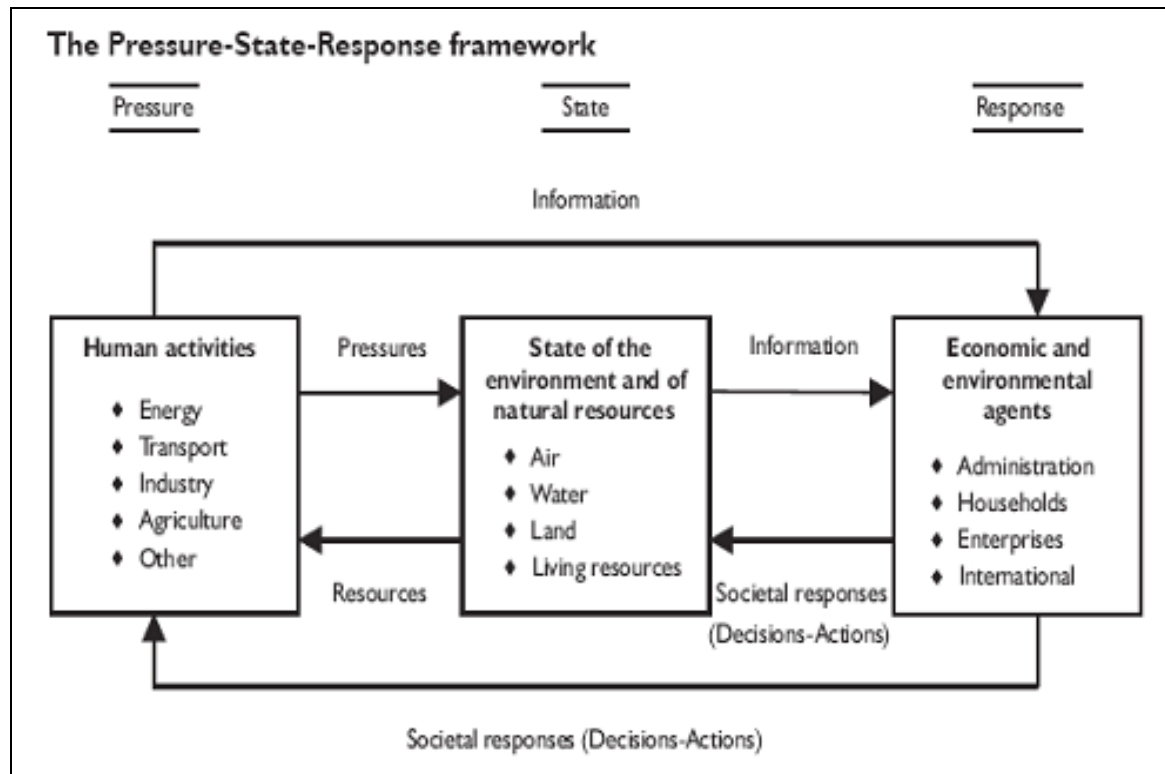 The Pressure-State-Response framework
Pressure
State
Response
Information
Human activities
♦ Energy
♦ Transport
♦ Industry
♦ Agriculture
♦ Other
Pressures
Resources
State of the
environment and of
natural resources
♦ Air
♦ Water
♦ Land
♦ Living resources
Information
Societal responses
(Decisions-Actions)
Economic and
environmental
agents
♦ Administration
♦ Households
♦ Enterprises
♦ International
Societal responses (Decisions-Actions)